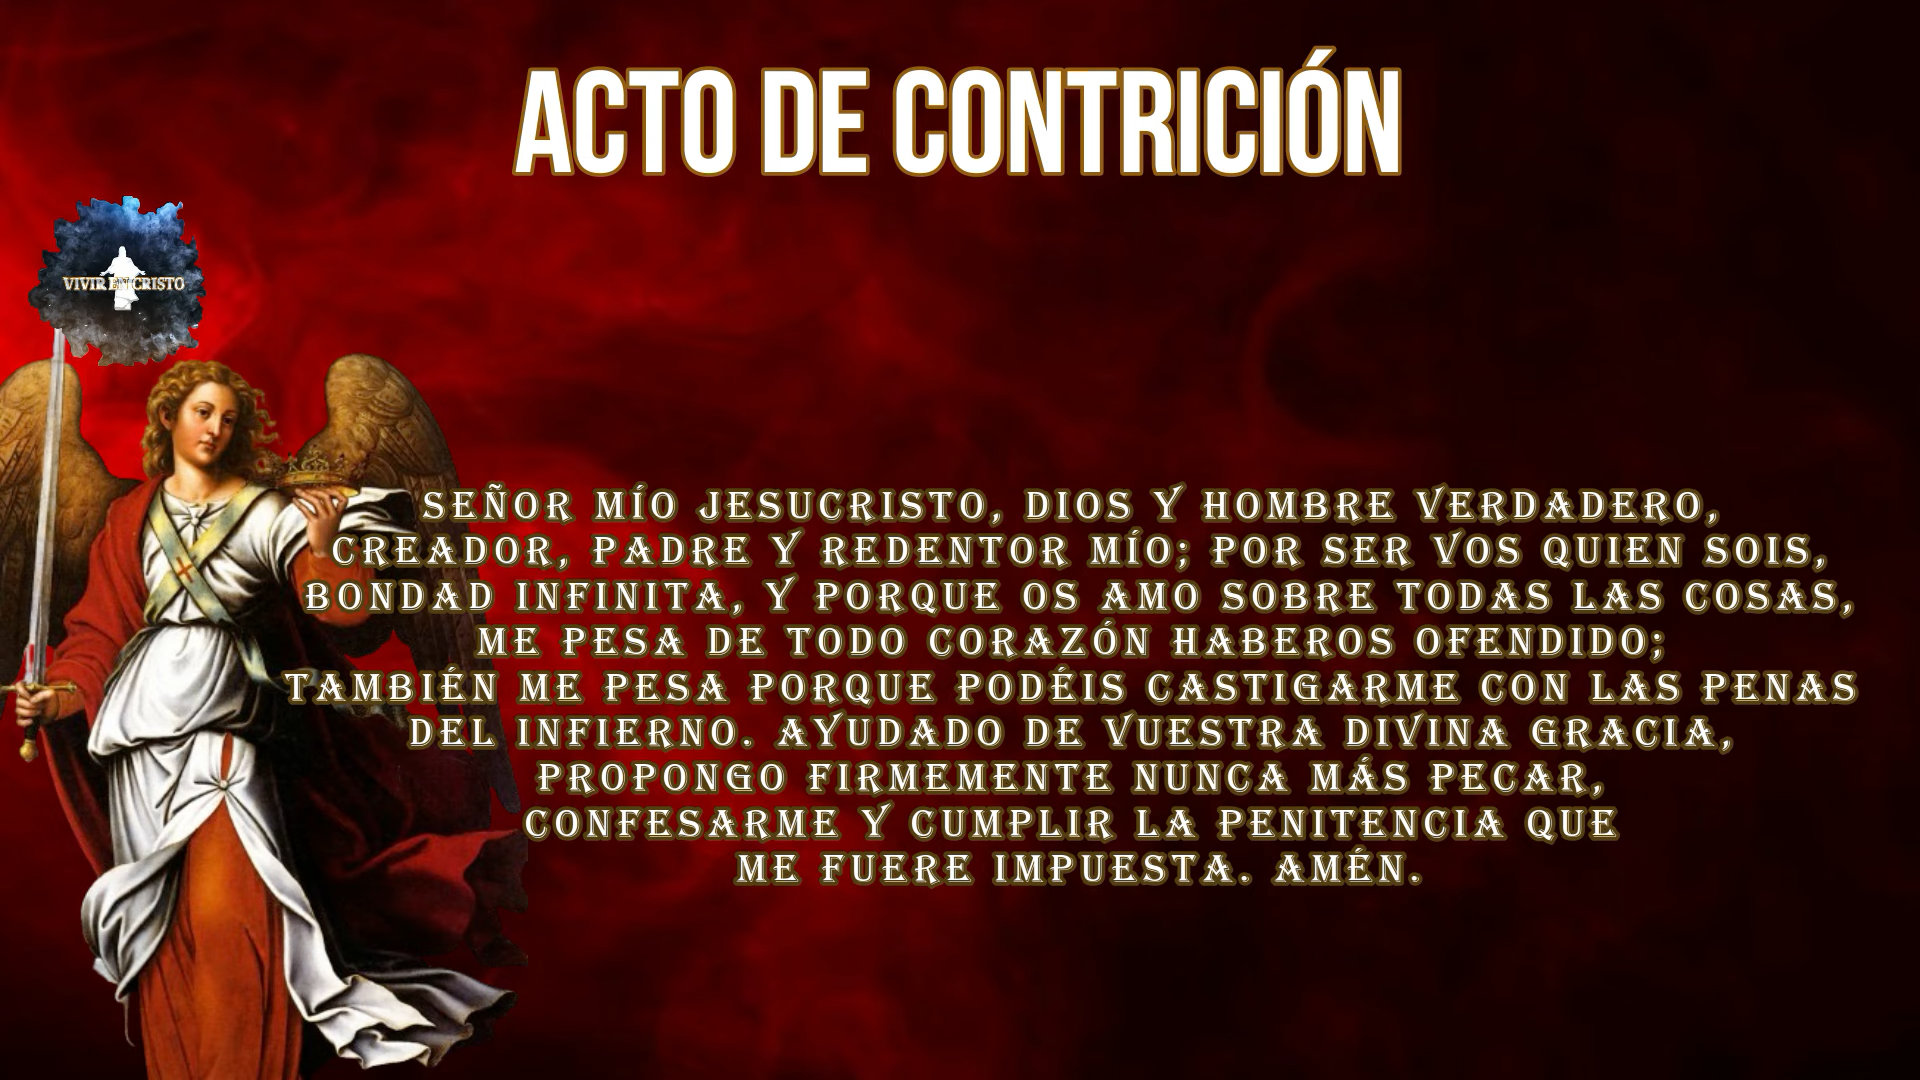 ACTO DE CONTRICIÓN
VIVIR EN CRISTO
SEÑOR MÍO JESUCRISTO, DIOS Y HOMBRE VERDADERO,
CREADOR, PADRE Y REDENTOR MÍO; POR SER VOS QUIEN SOIS,
BONDAD INFINITA, Y PORQUE OS AMO SOBRE TODAS LAS COSAS,
ME PESA DE TODO CORAZÓN HABEROS OFENDIDO;
TAMBIÉN ME PESA PORQUE PODÉIS CASTIGARME CON LAS PENAS
DEL INFIERNO. AYUDADO DE VUESTRA DIVINA GRACIA,
PROPONGO FIRMEMENTE NUNCA MÁS PECAR,
CONFESARME Y CUMPLIR LA PENITENCIA QUE
ME FUERE IMPUESTA. AMÉN.